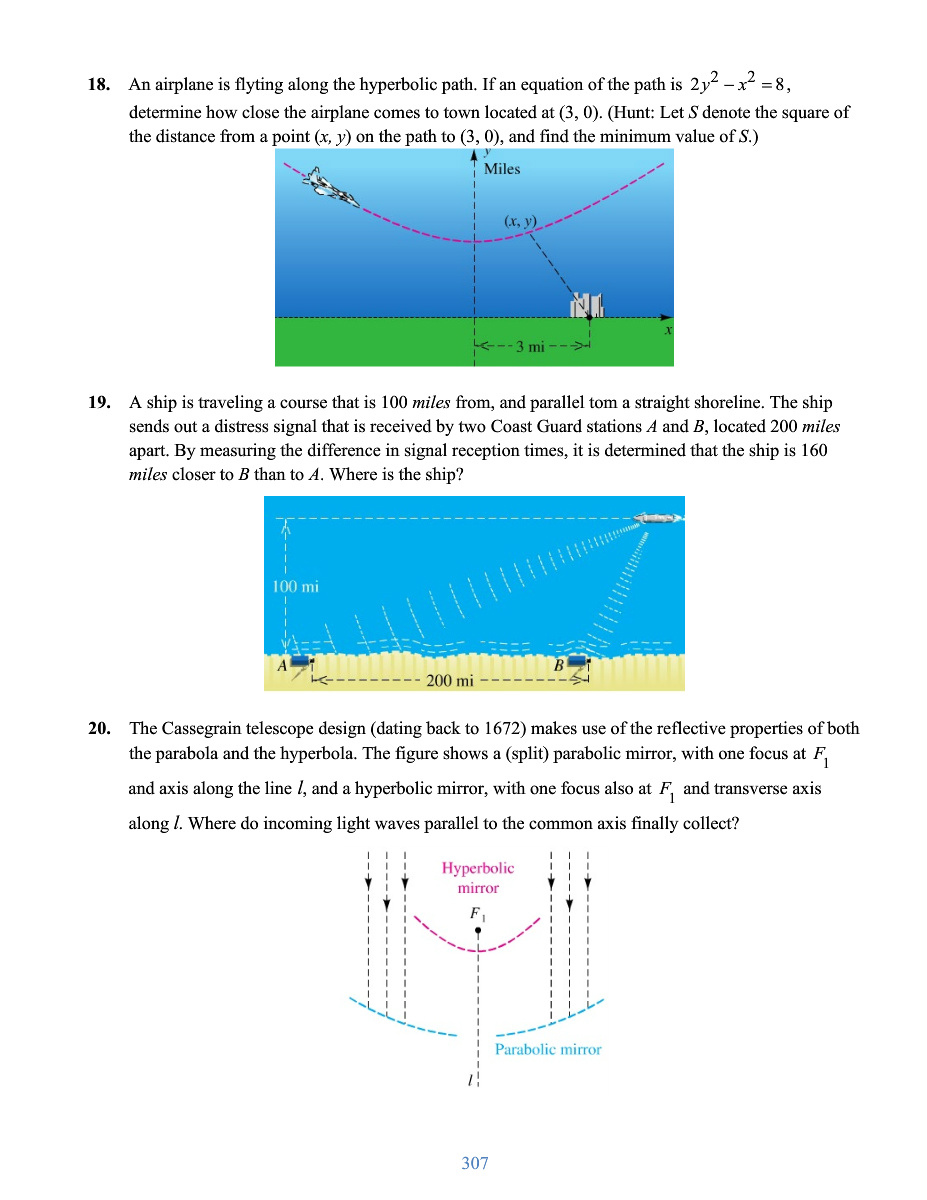 18. An airplane is flyting along the hyperbolic path. If an equation of the path is 2y² – x² = 8,
determine how close the airplane comes to town located at (3, 0). (Hunt: Let S denote the square of
the distance from a point (x, y) on the path to (3, 0), and find the minimum value of S.)
y
Miles
(x, y)
x
3 mi
19. A ship is traveling a course that is 100 miles from, and parallel tom a straight shoreline. The ship
sends out a distress signal that is received by two Coast Guard stations A and B, located 200 miles
apart. By measuring the difference in signal reception times, it is determined that the ship is 160
miles closer to B than to A. Where is the ship?
100 mi
A
B
200 mi
20. The Cassegrain telescope design (dating back to 1672) makes use of the reflective properties of both
the parabola and the hyperbola. The figure shows a (split) parabolic mirror, with one focus at F₁
and axis along the line l, and a hyperbolic mirror, with one focus also at F₁ and transverse axis
along l. Where do incoming light waves parallel to the common axis finally collect?
Hyperbolic
mirror
F₁
Parabolic mirror
l
307